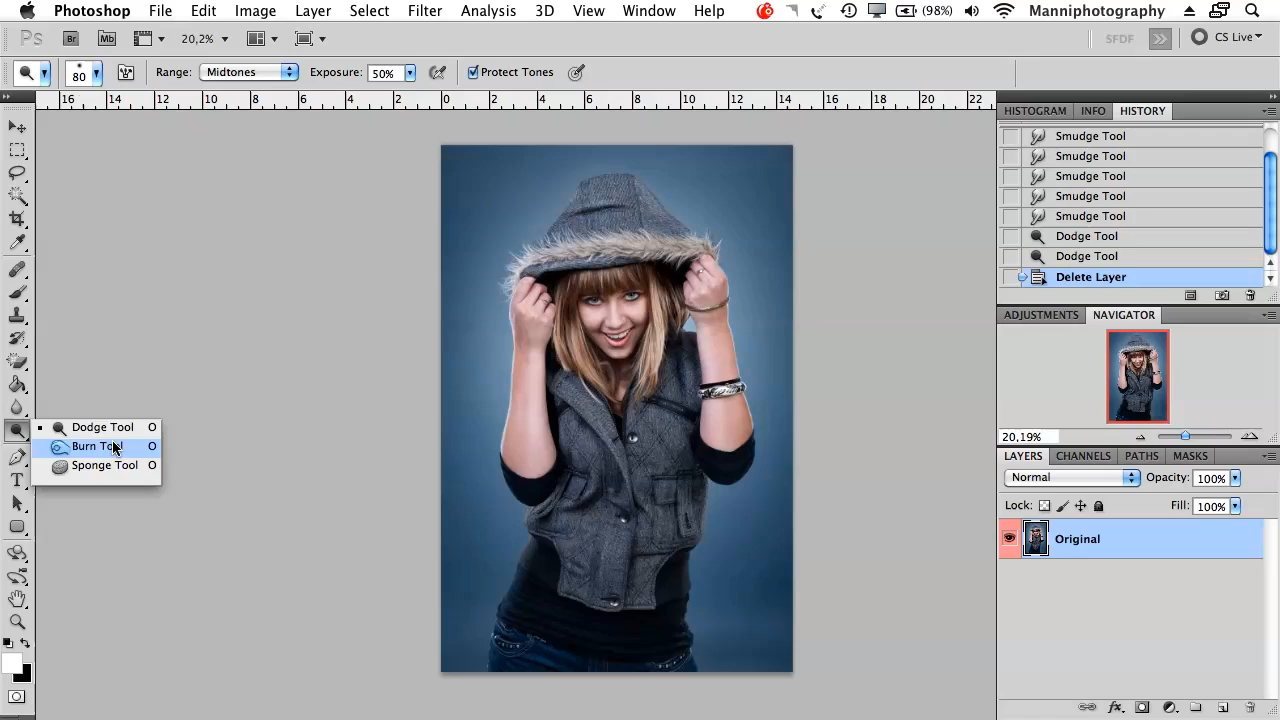 Photoshop File Edit Image Layer Select Filter Analysis 3D View Window Help (98%) Manniphotography
Ps Br Mb 20,2% SFDF CS Live
80 Range: Midtones Exposure: 50% Protect Tones
16 14 12 10 8 6 4 2 0 2 4 6 8 10 12 14 16 18 20 22
HISTOGRAM INFO HISTORY
Smudge Tool
Smudge Tool
Smudge Tool
Smudge Tool
Smudge Tool
Dodge Tool
Dodge Tool
Delete Layer
ADJUSTMENTS NAVIGATOR
Dodge Tool O
Burn Tool O
Sponge Tool O
20,19%
LAYERS CHANNELS PATHS MASKS
Normal Opacity: 100%
Lock: Fill: 100%
Original
T